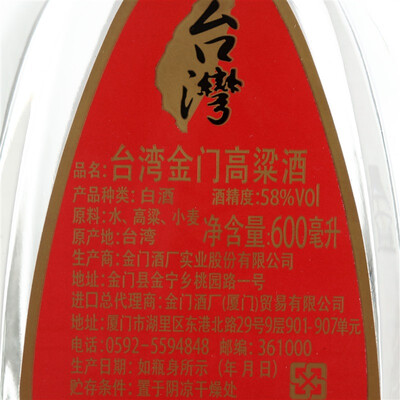 台灣
品名:台湾金门高粱酒
产品种类:白酒 酒精度:58%Vol
原料:水、高粱、小麦
原产地:台湾 净含量:600毫升
生产商:金门酒厂实业股份有限公司
地址:金门县金宁乡桃园路一号
进口总代理商:金门酒厂(厦门)贸易有限公司
地址:厦门市湖里区东港北路29号9层901-907单元
电话:0592-5594848 邮编:361000
生产日期:如瓶身所示(年月日)
贮存条件:置于阴凉干燥处